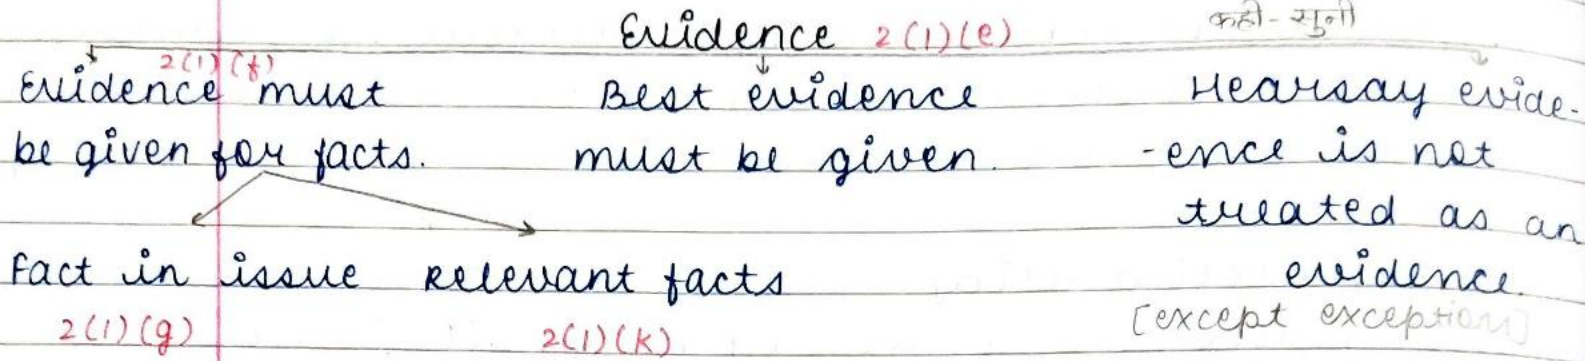 Evidence 2(1)(e) कही-सुनी
2(1)(f)
Evidence must Best evidence Hearsay evide-
be given for facts. must be given. -ence is not
treated as an
Fact in issue Relevant facts evidence.
2(1)(g) 2(1)(k) [except exception]